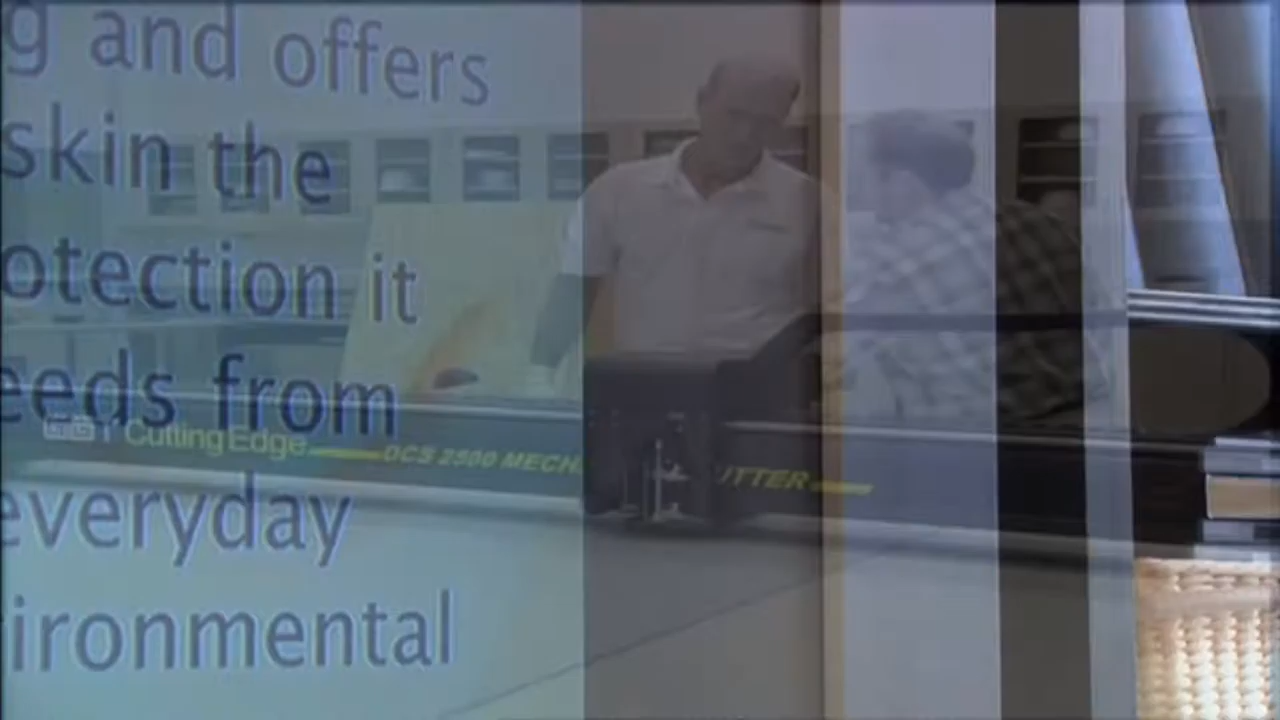 g and offers
skin the
otection it
eeds from
Cutting Edge DCS 2500 MECH UTTER
everyday
ironmental